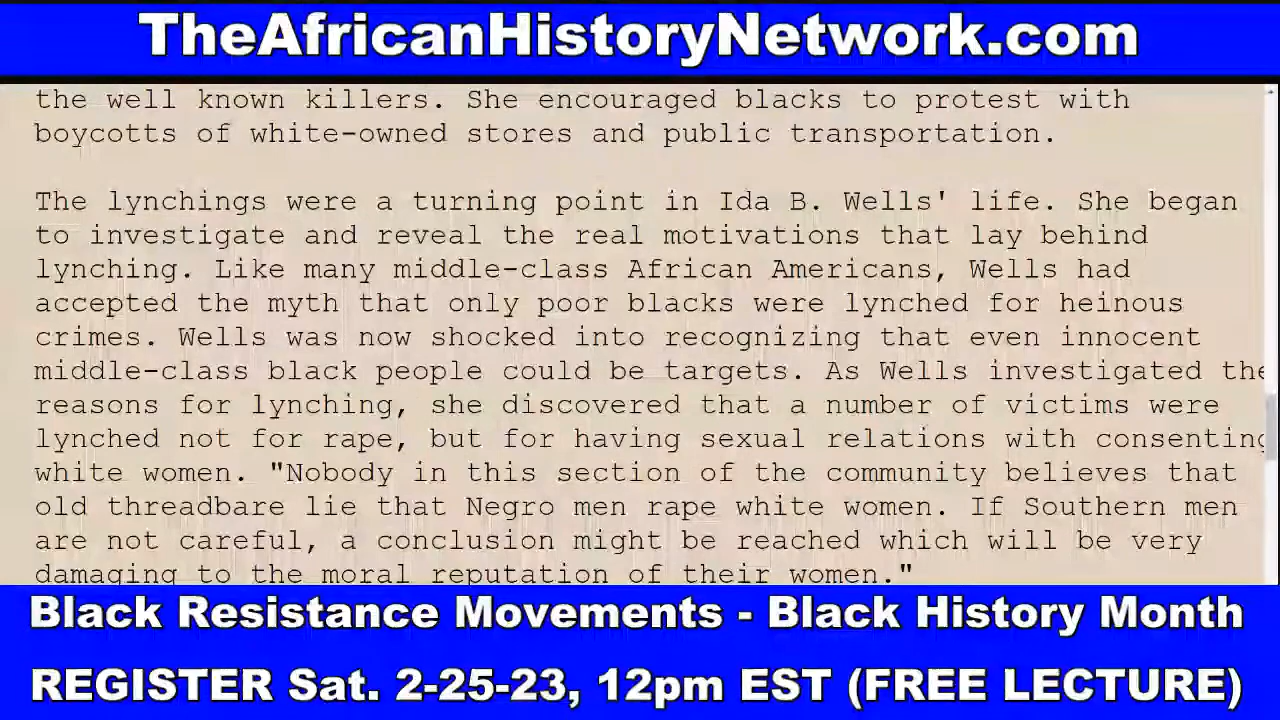 TheAfricanHistoryNetwork.com
the well known killers. She encouraged blacks to protest with
boycotts of white-owned stores and public transportation.
The lynchings were a turning point in Ida B. Wells' life. She began
to investigate and reveal the real motivations that lay behind
lynching. Like many middle-class African Americans, Wells had
accepted the myth that only poor blacks were lynched for heinous
crimes. Wells was now shocked into recognizing that even innocent
middle-class black people could be targets. As Wells investigated the
reasons for lynching, she discovered that a number of victims were
lynched not for rape, but for having sexual relations with consenting
white women. "Nobody in this section of the community believes that
old threadbare lie that Negro men rape white women. If Southern men
are not careful, a conclusion might be reached which will be very
damaging to the moral reputation of their women."
Black Resistance Movements - Black History Month
REGISTER Sat. 2-25-23, 12pm EST (FREE LECTURE)